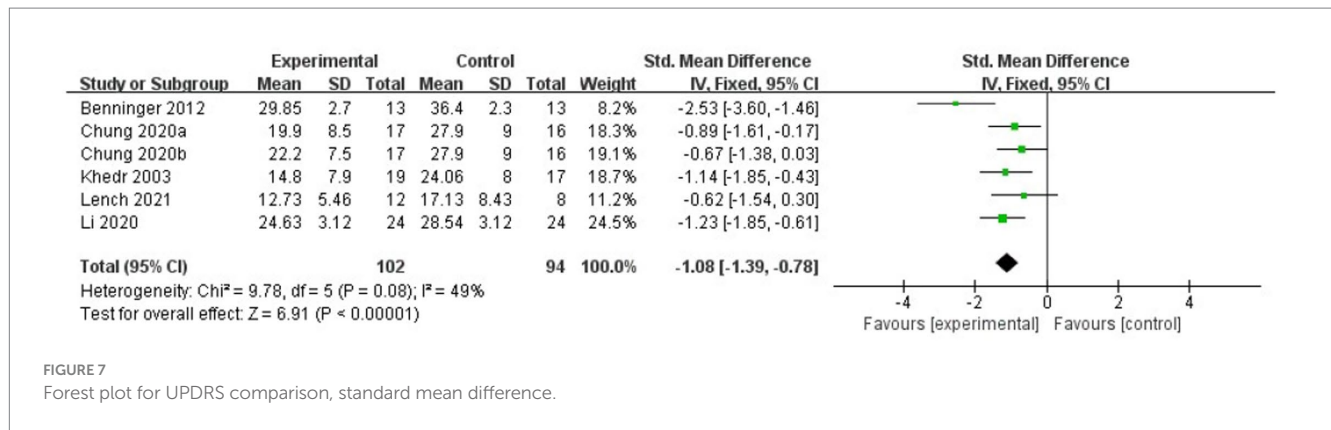 Experimental Control Std. Mean Difference Std. Mean Difference
Study or Subgroup Mean SD Total Mean SD Total Weight IV, Fixed, 95% CI IV, Fixed, 95% CI
Benninger 2012 29.85 2.7 13 36.4 2.3 13 8.2% -2.53 [-3.60, -1.46]
Chung 2020a 19.9 8.5 17 27.9 9 16 18.3% -0.89 [-1.61, -0.17]
Chung 2020b 22.2 7.5 17 27.9 9 16 19.1% -0.67 [-1.38, 0.03]
Khedr 2003 14.8 7.9 19 24.06 8 17 18.7% -1.14 [-1.85, -0.43]
Lench 2021 12.73 5.46 12 17.13 8.43 8 11.2% -0.62 [-1.54, 0.30]
Li 2020 24.63 3.12 24 28.54 3.12 24 24.5% -1.23 [-1.85, -0.61]
Total (95% CI) 102 94 100.0% -1.08 [-1.39, -0.78]
Heterogeneity: Chi² = 9.78, df = 5 (P = 0.08); I² = 49%
Test for overall effect: Z = 6.91 (P < 0.00001)
-4 -2 0 2 4
Favours [experimental] Favours [control]
FIGURE 7
Forest plot for UPDRS comparison, standard mean difference.